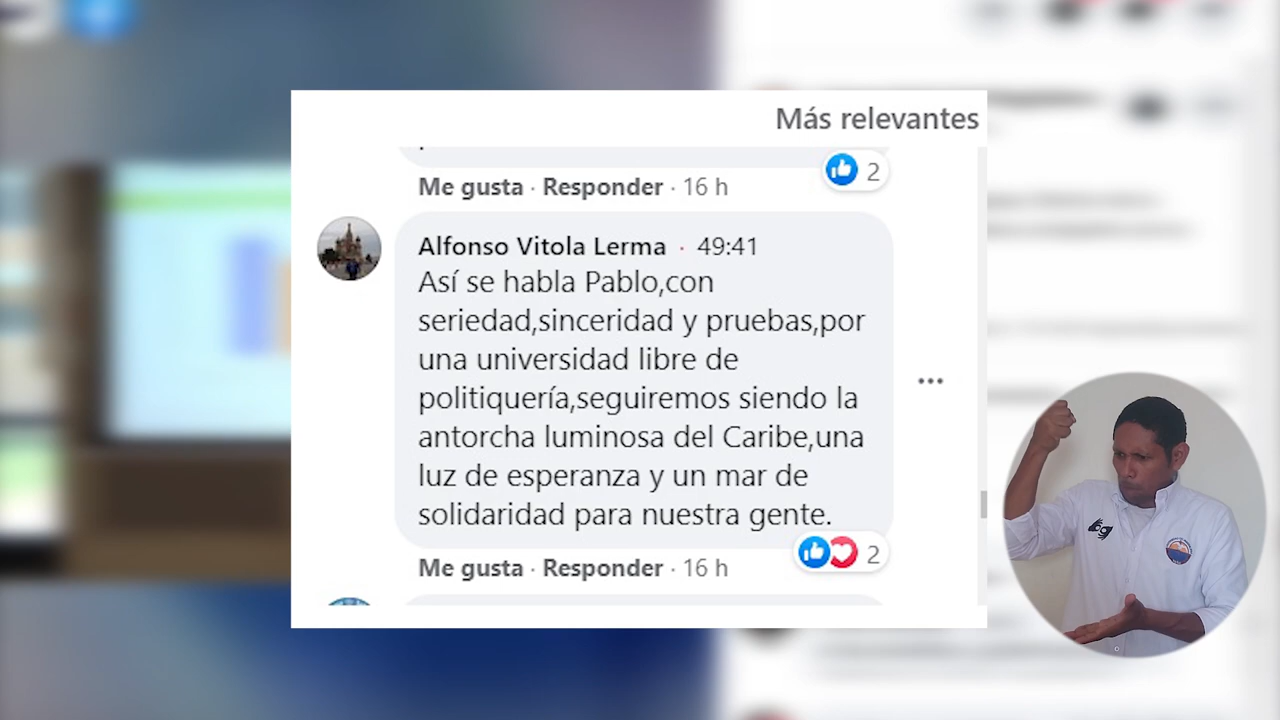 Más relevantes
2
Me gusta · Responder · 16 h
Alfonso Vitola Lerma · 49:41
Así se habla Pablo,con
seriedad,sinceridad y pruebas,por
una universidad libre de
politiquería,seguiremos siendo la
antorcha luminosa del Caribe,una
luz de esperanza y un mar de
solidaridad para nuestra gente.
2
Me gusta · Responder · 16 h